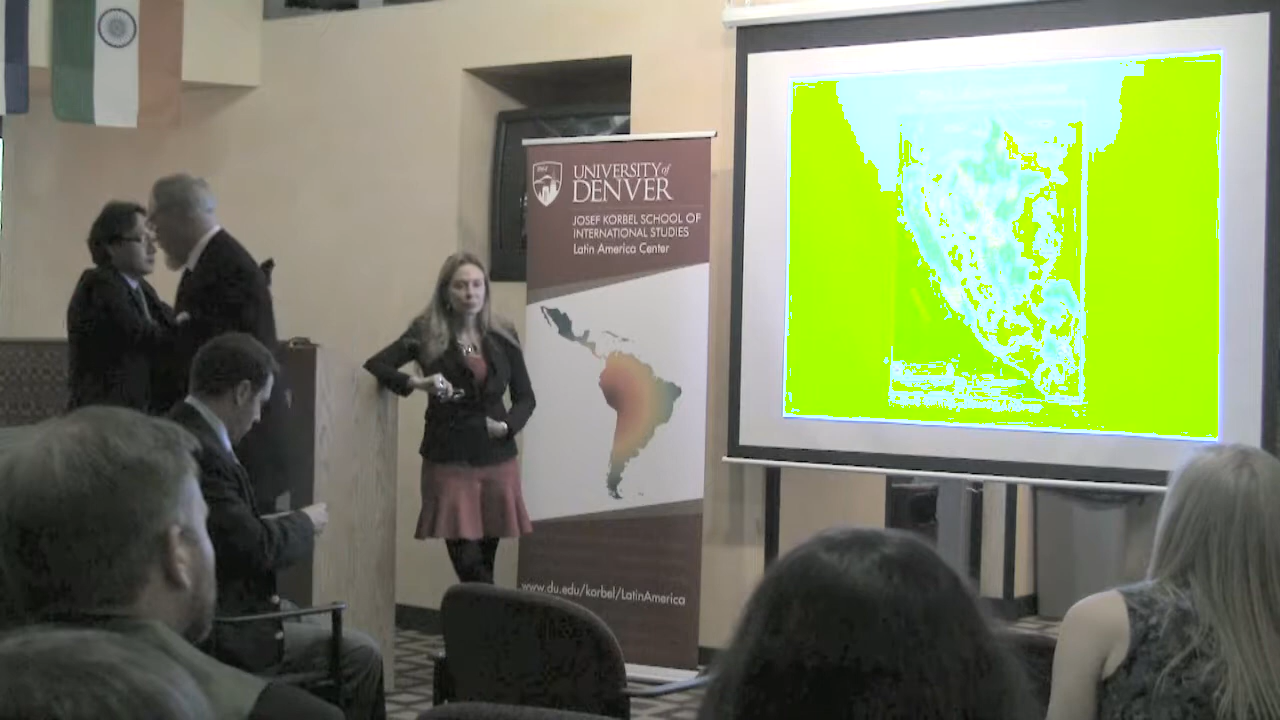 UNIVERSITY of
DENVER
JOSEF KORBEL SCHOOL OF
INTERNATIONAL STUDIES
Latin America Center
www.du.edu/korbel/LatinAmerica